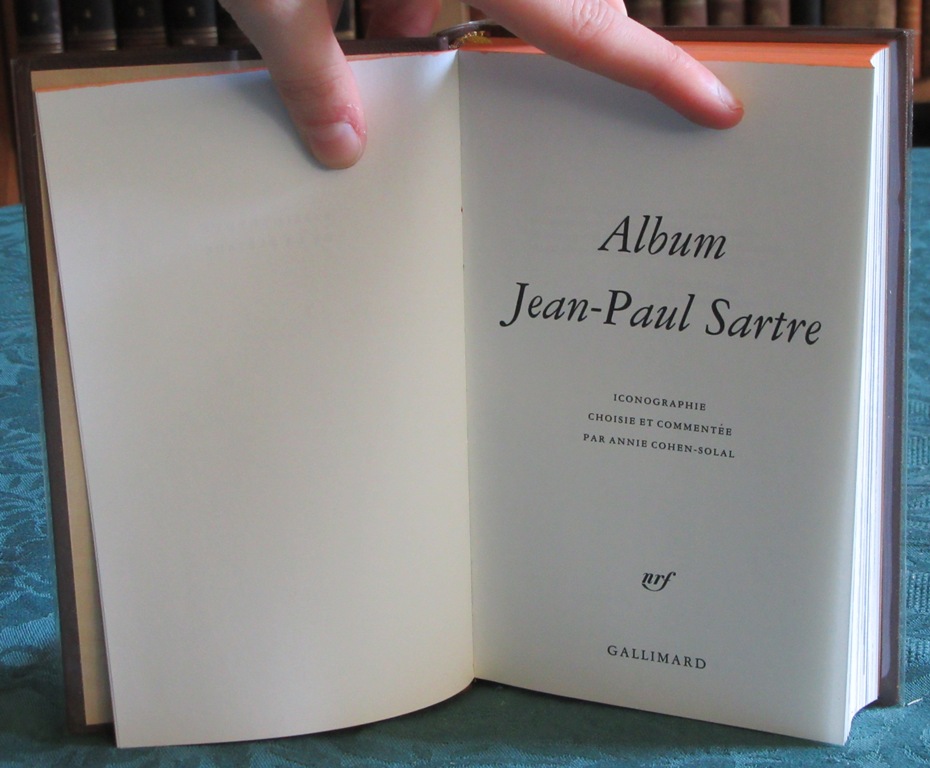 Album
Jean-Paul Sartre
ICONOGRAPHIE
CHOISIE ET COMMENTÉE
PAR ANNIE COHEN-SOLAL
nrf
GALLIMARD